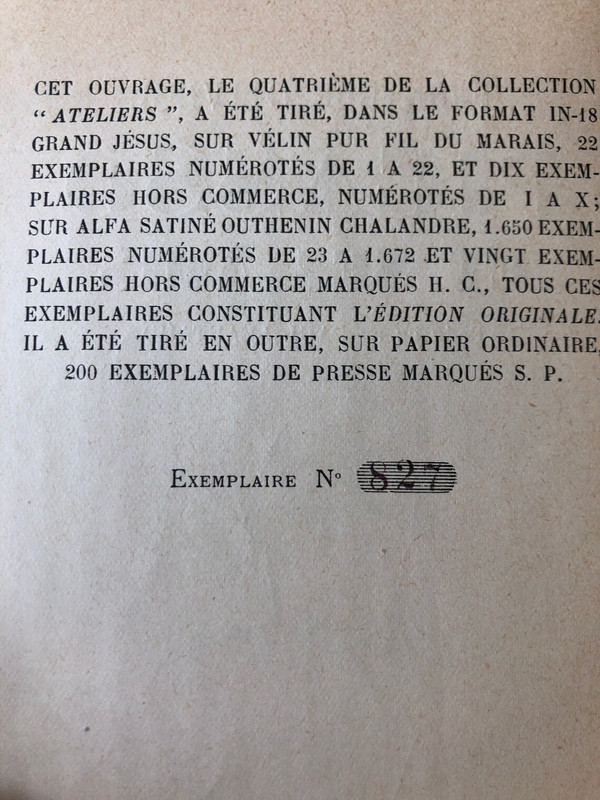 CET OUVRAGE, LE QUATRIÈME DE LA COLLECTION
“ ATELIERS ”, A ÉTÉ TIRÉ, DANS LE FORMAT IN-18
GRAND JÉSUS, SUR VÉLIN PUR FIL DU MARAIS, 22
EXEMPLAIRES NUMÉROTÉS DE 1 A 22, ET DIX EXEM-
PLAIRES HORS COMMERCE, NUMÉROTÉS DE I A X;
SUR ALFA SATINÉ OUTHENIN CHALANDRE, 1.650 EXEM-
PLAIRES NUMÉROTÉS DE 23 A 1.672 ET VINGT EXEM-
PLAIRES HORS COMMERCE MARQUÉS H. C., TOUS CES
EXEMPLAIRES CONSTITUANT L’ÉDITION ORIGINALE.
IL A ÉTÉ TIRÉ EN OUTRE, SUR PAPIER ORDINAIRE,
200 EXEMPLAIRES DE PRESSE MARQUÉS S. P.
EXEMPLAIRE N° 827